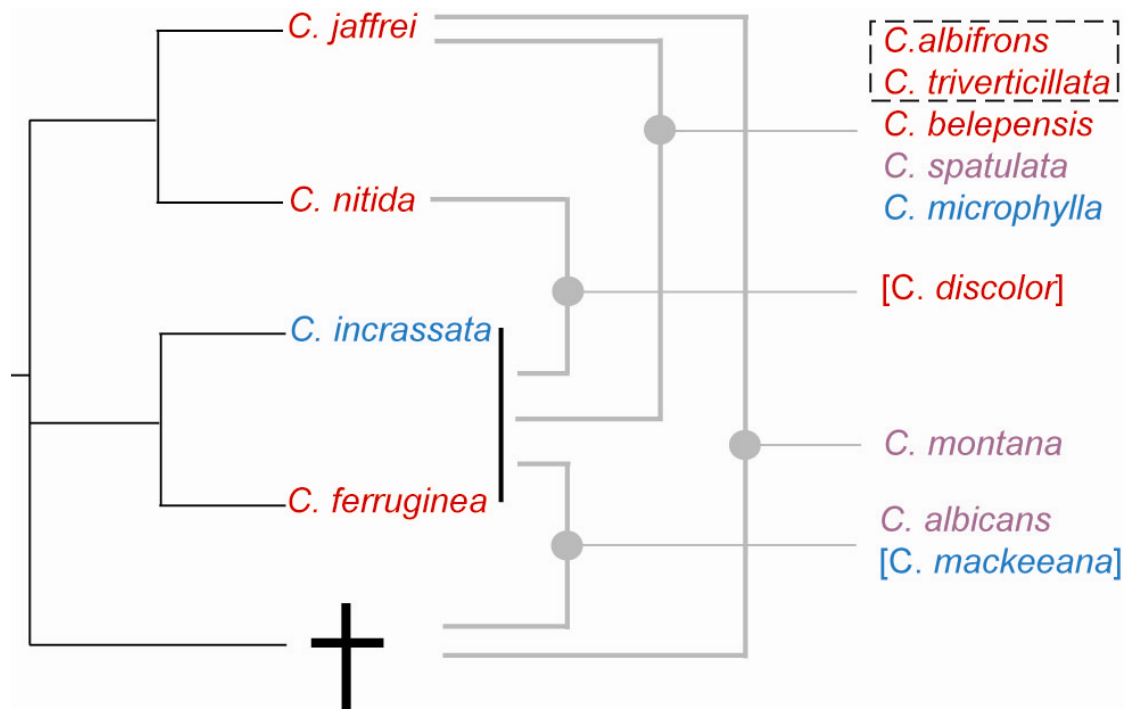 C. jaffrei
C. nitida
C. incrassata
C. ferruginea
C.albifrons
C. triverticillata
C. belepensis
C. spatulata
C. microphylla
[C. discolor]
C. montana
C. albicans
[C. mackeeana]